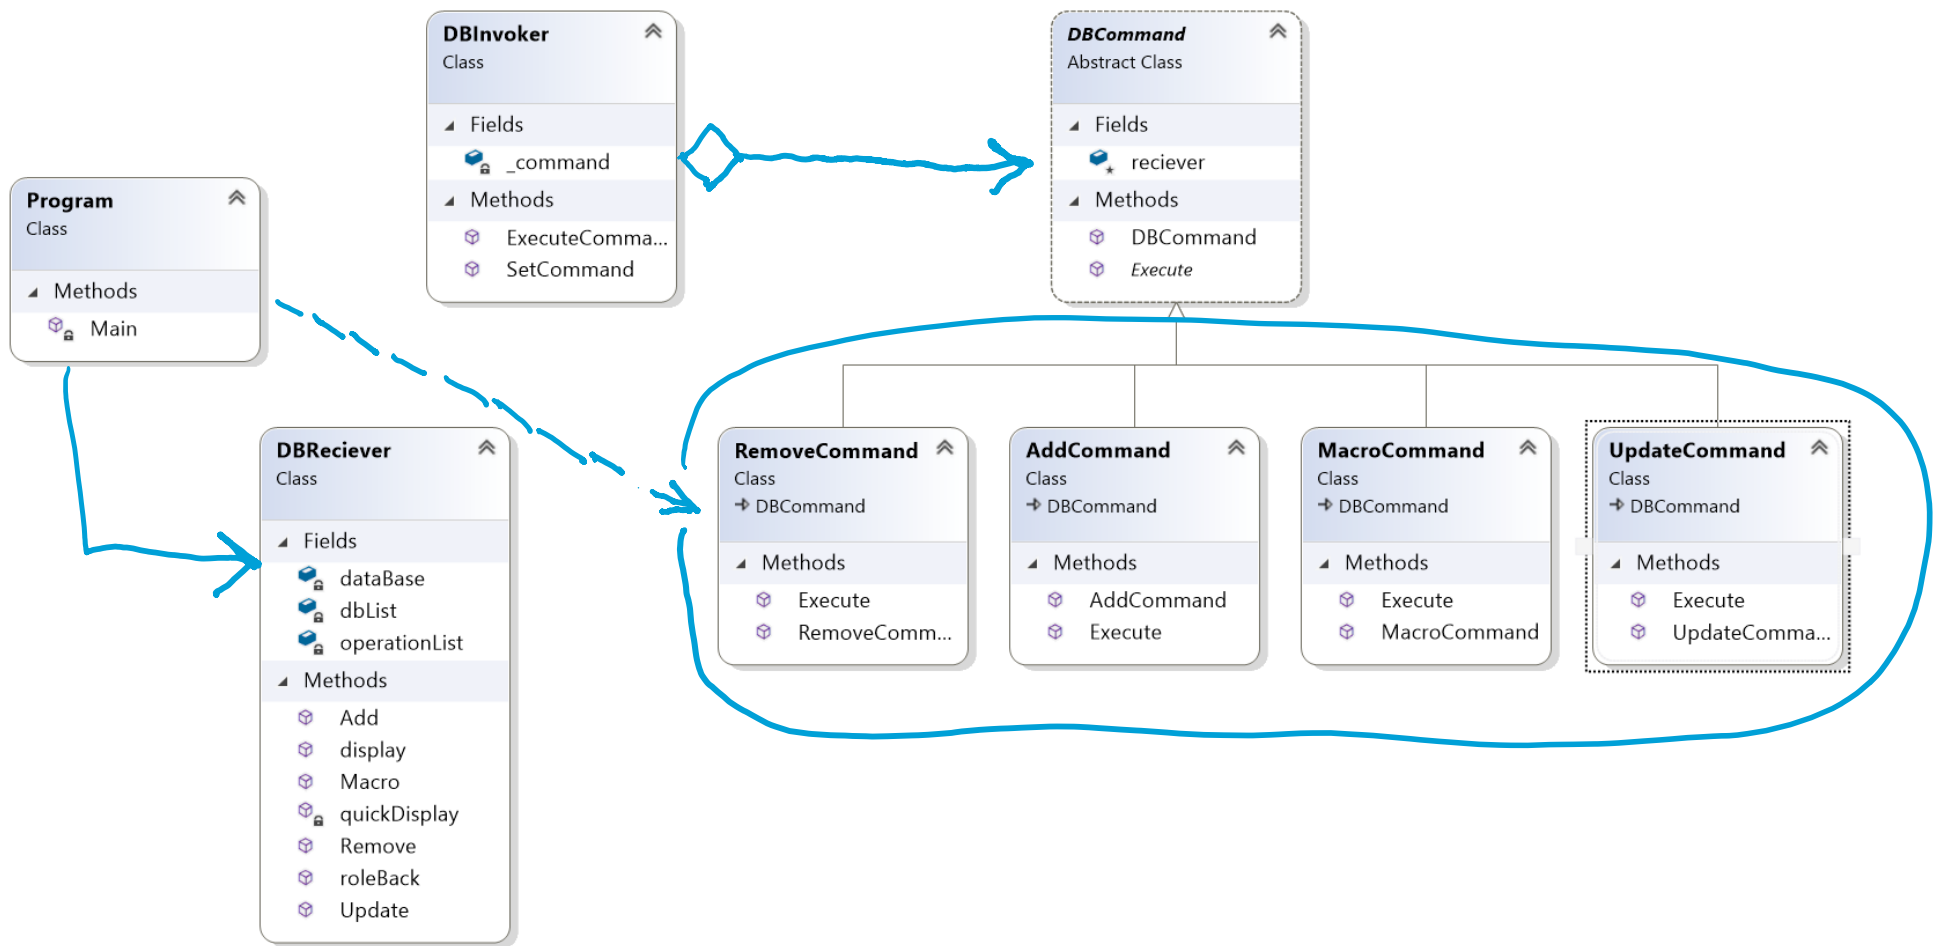 DBInvoker
Class
Fields
_command
Methods
ExecuteComma...
SetCommand
DBCommand
Abstract Class
Fields
reciever
Methods
DBCommand
Execute
Program
Class
Methods
Main
DBReciever
Class
Fields
dataBase
dbList
operationList
Methods
Add
display
Macro
quickDisplay
Remove
roleBack
Update
RemoveCommand
Class
DBCommand
Methods
Execute
RemoveComm...
AddCommand
Class
DBCommand
Methods
AddCommand
Execute
MacroCommand
Class
DBCommand
Methods
Execute
MacroCommand
UpdateCommand
Class
DBCommand
Methods
Execute
UpdateComma...